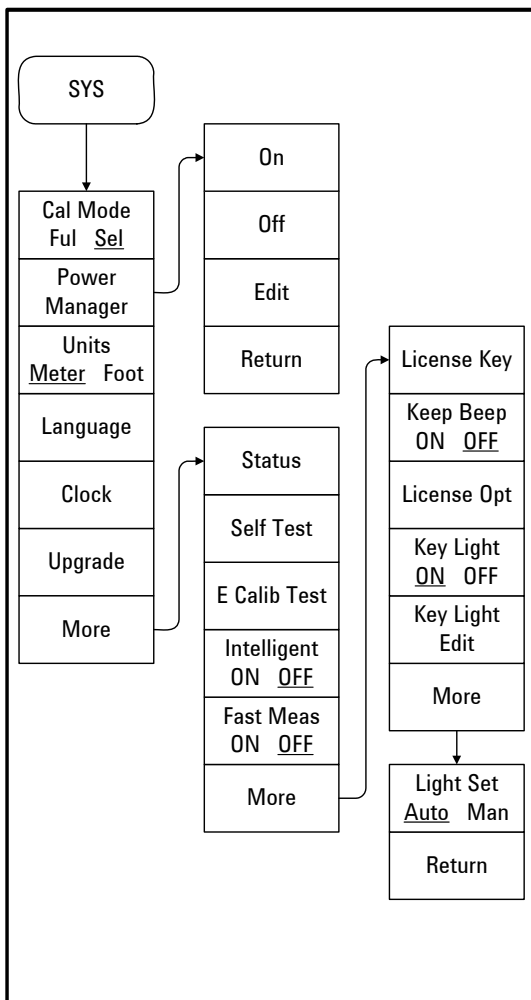 SYS
Cal Mode
Ful Sel
Power
Manager
Units
Meter Foot
Language
Clock
Upgrade
More
On
Off
Edit
Return
Status
Self Test
E Calib Test
Intelligent
ON OFF
Fast Meas
ON OFF
More
License Key
Keep Beep
ON OFF
License Opt
Key Light
ON OFF
Key Light
Edit
More
Light Set
Auto Man
Return